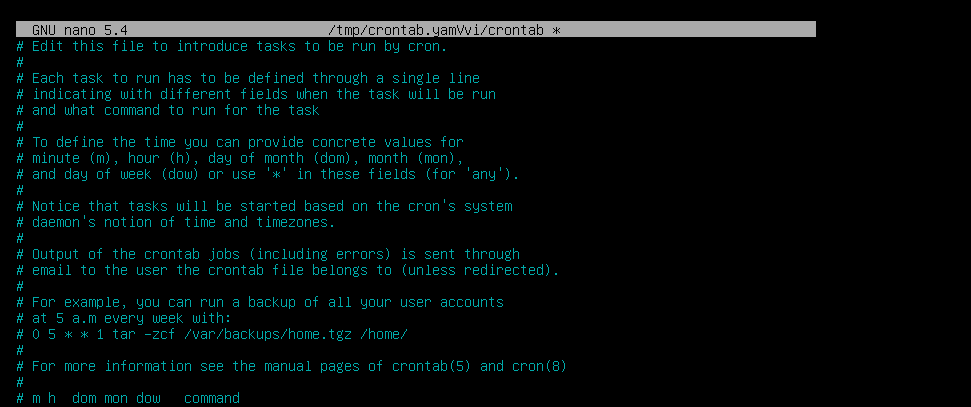 GNU nano 5.4 /tmp/crontab.yamVvi/crontab *
# Edit this file to introduce tasks to be run by cron.
#
# Each task to run has to be defined through a single line
# indicating with different fields when the task will be run
# and what command to run for the task
#
# To define the time you can provide concrete values for
# minute (m), hour (h), day of month (dom), month (mon),
# and day of week (dow) or use '*' in these fields (for 'any').
#
# Notice that tasks will be started based on the cron's system
# daemon's notion of time and timezones.
#
# Output of the crontab jobs (including errors) is sent through
# email to the user the crontab file belongs to (unless redirected).
#
# For example, you can run a backup of all your user accounts
# at 5 a.m every week with:
# 0 5 * * 1 tar -zcf /var/backups/home.tgz /home/
#
# For more information see the manual pages of crontab(5) and cron(8)
#
# m h  dom mon dow   command